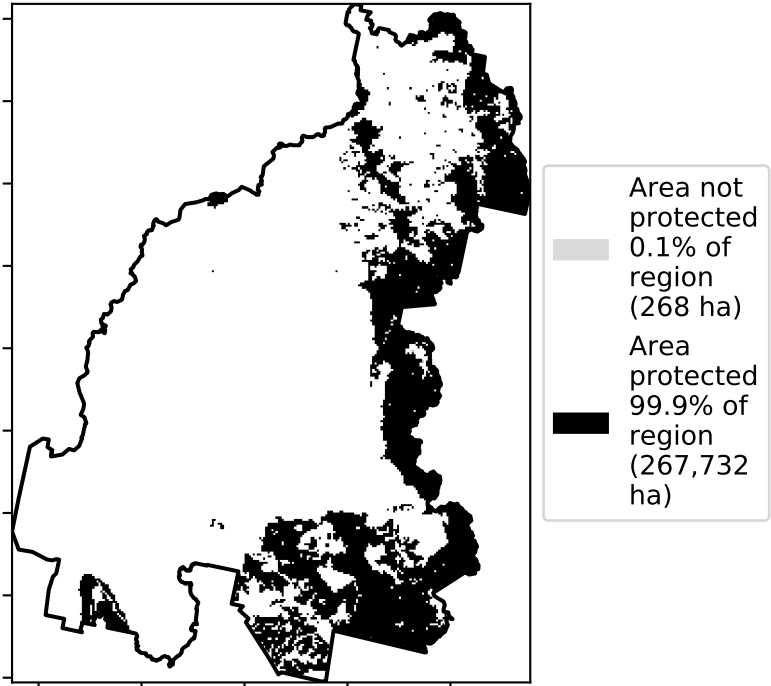 Area not
protected
0.1% of
region
(268 ha)
Area
protected
99.9% of
region
(267,732
ha)